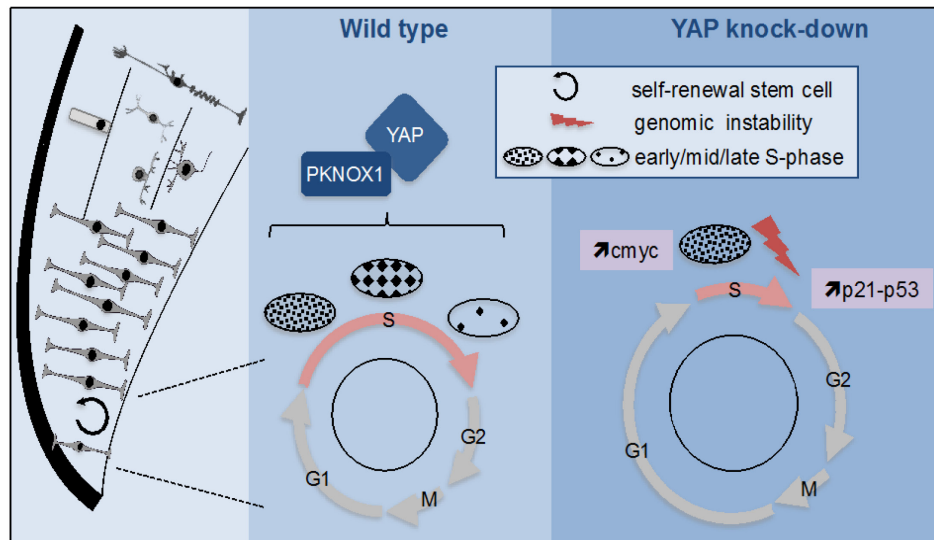 Wild type
YAP knock-down
self-renewal stem cell
genomic instability
early/mid/late S-phase
YAP
PKNOX1
↗cmyc
↗p21-p53
S
G2
M
G1
S
G2
M
G1